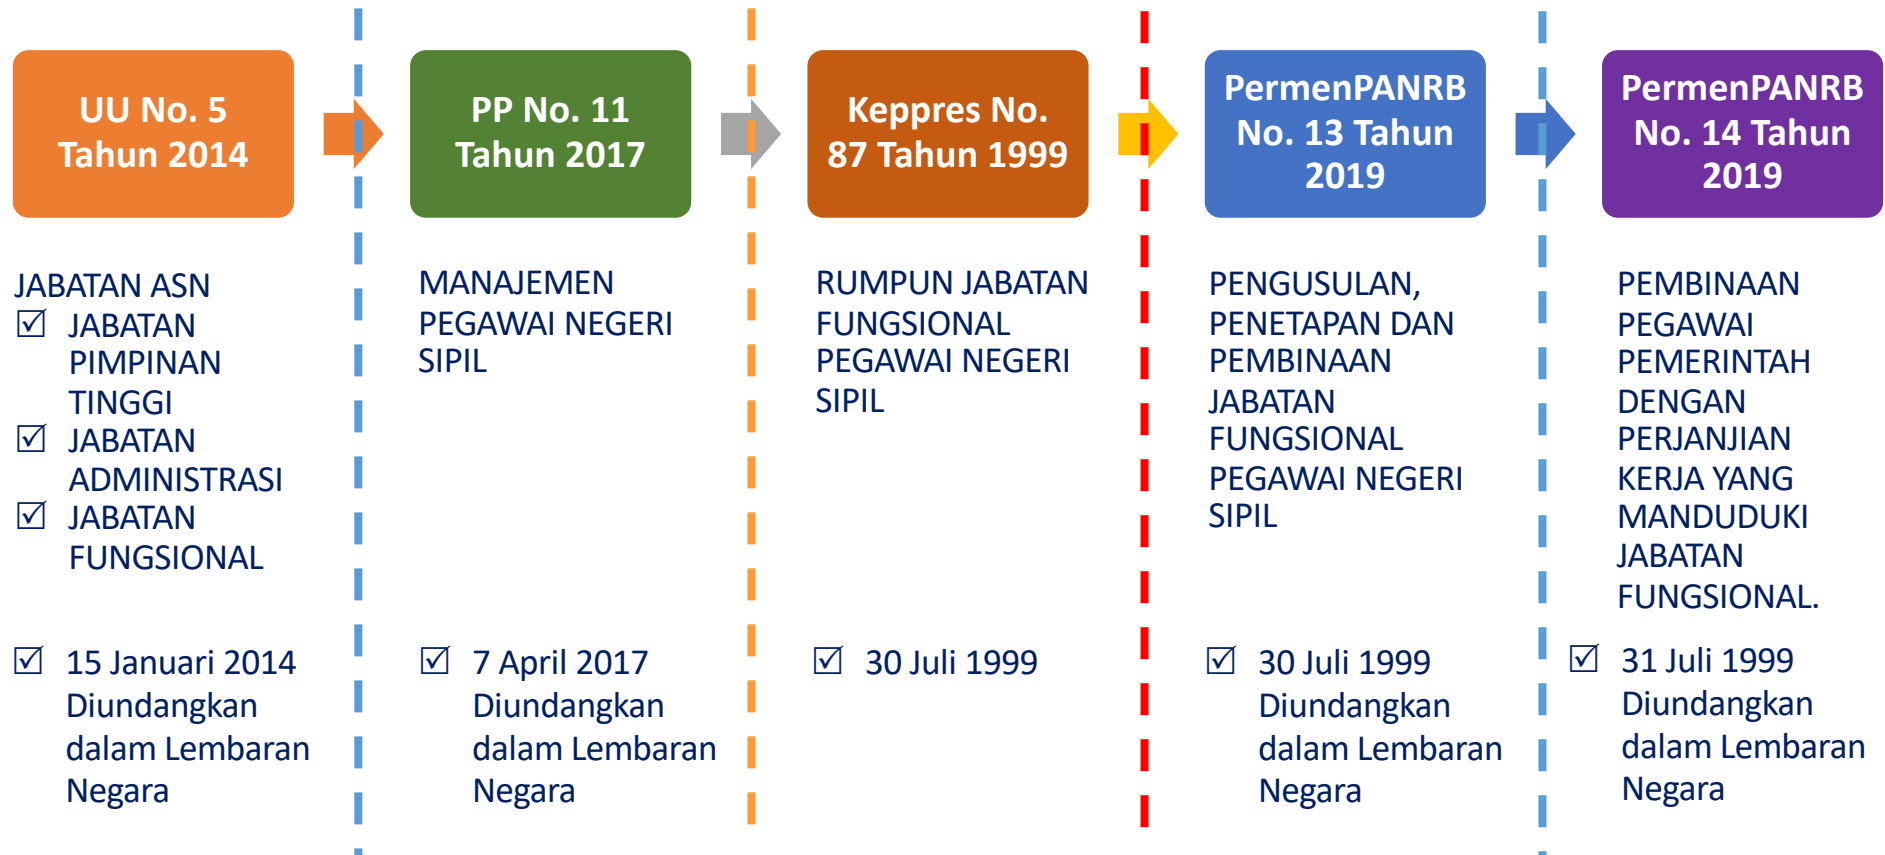 UU No. 5
Tahun 2014
PP No. 11
Tahun 2017
Keppres No.
87 Tahun 1999
PermenPANRB
No. 13 Tahun
2019
PermenPANRB
No. 14 Tahun
2019
JABATAN ASN
☑ JABATAN
PIMPINAN
TINGGI
☑ JABATAN
ADMINISTRASI
☑ JABATAN
FUNGSIONAL
☑ 15 Januari 2014
Diundangkan
dalam Lembaran
Negara
MANAJEMEN
PEGAWAI NEGERI
SIPIL
☑ 7 April 2017
Diundangkan
dalam Lembaran
Negara
RUMPUN JABATAN
FUNGSIONAL
PEGAWAI NEGERI
SIPIL
☑ 30 Juli 1999
PENGUSULAN,
PENETAPAN DAN
PEMBINAAN
JABATAN
FUNGSIONAL
PEGAWAI NEGERI
SIPIL
☑ 30 Juli 1999
Diundangkan
dalam Lembaran
Negara
PEMBINAAN
PEGAWAI
PEMERINTAH
DENGAN
PERJANJIAN
KERJA YANG
MANDUDUKI
JABATAN
FUNGSIONAL.
☑ 31 Juli 1999
Diundangkan
dalam Lembaran
Negara